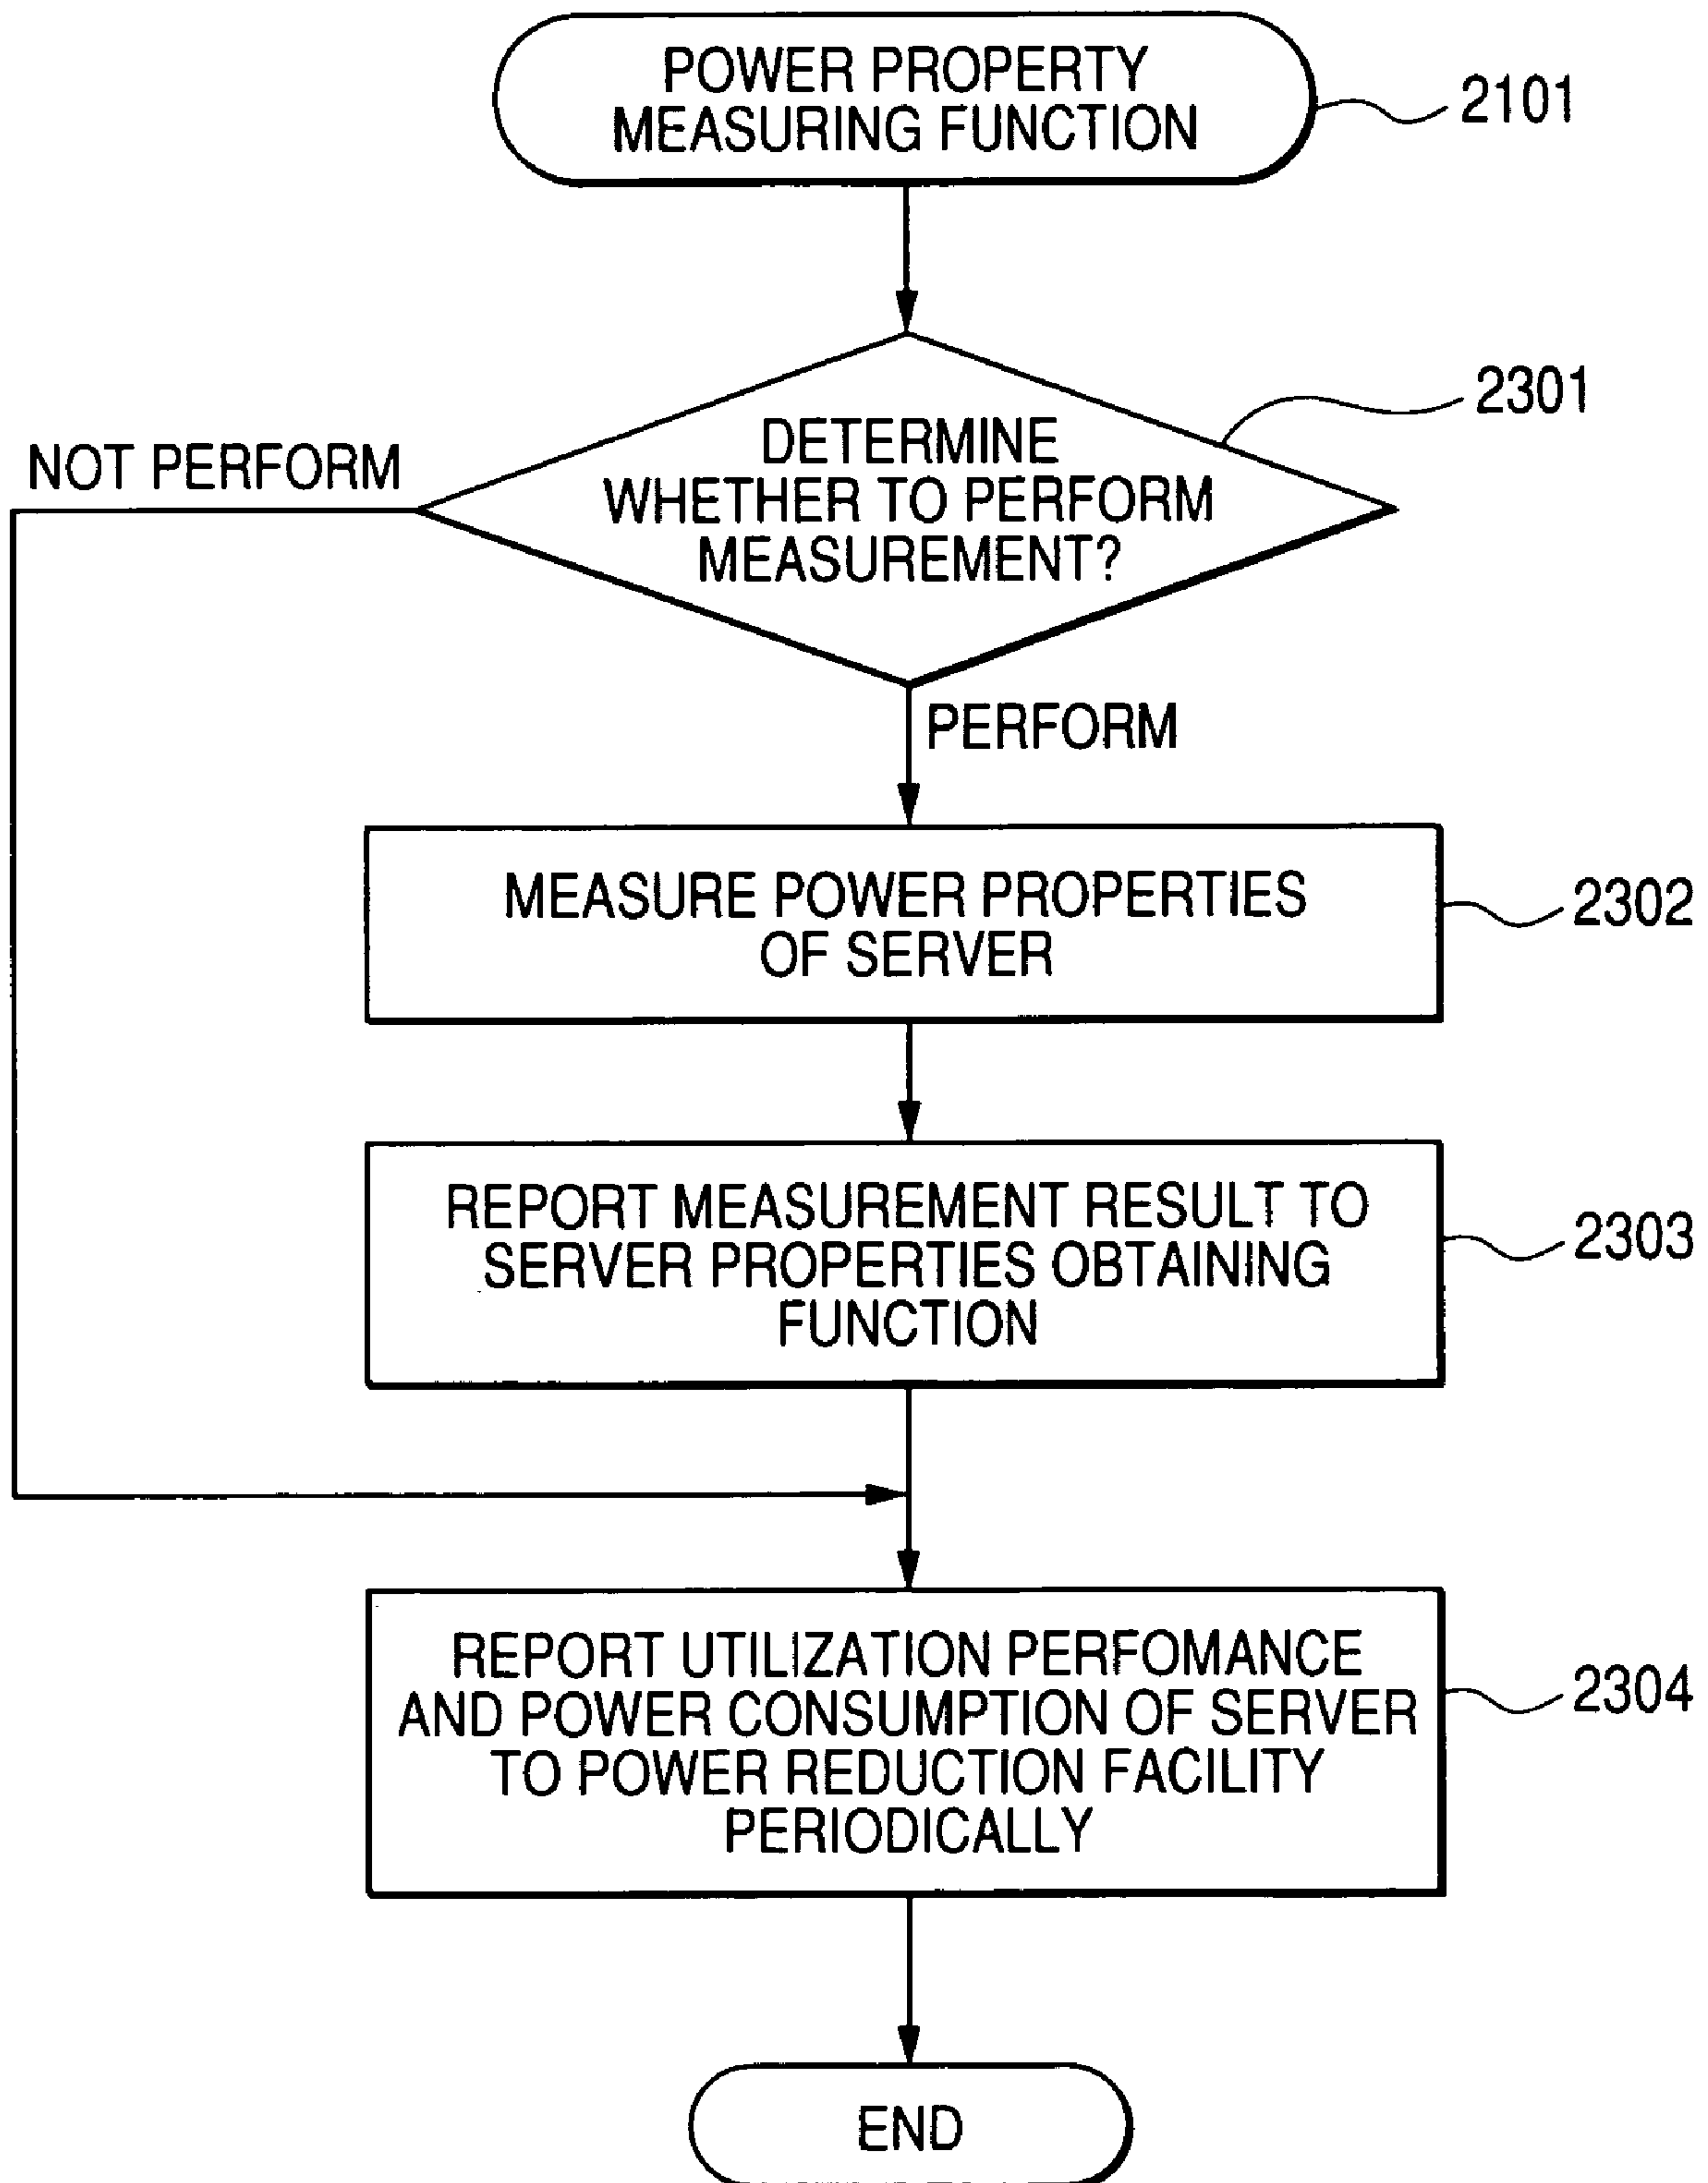 POWER PROPERTY
MEASURING FUNCTION
2101
2301
DETERMINE
WHETHER TO PERFORM
MEASUREMENT?
NOT PERFORM
PERFORM
MEASURE POWER PROPERTIES
OF SERVER
2302
REPORT MEASUREMENT RESULT TO
SERVER PROPERTIES OBTAINING
FUNCTION
2303
REPORT UTILIZATION PERFOMANCE
AND POWER CONSUMPTION OF SERVER
TO POWER REDUCTION FACILITY
PERIODICALLY
2304
END